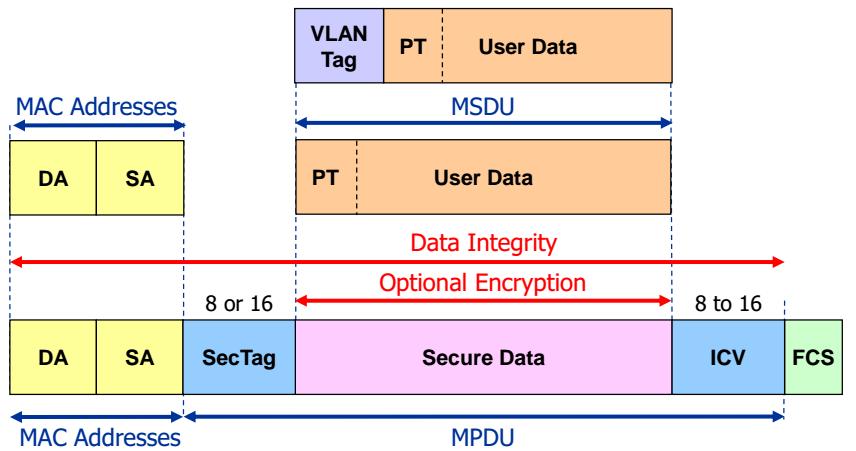 VLAN Tag PT User Data
MAC Addresses MSDU
DA SA PT User Data
Data Integrity
Optional Encryption
8 or 16 8 to 16
DA SA SecTag Secure Data ICV FCS
MAC Addresses MPDU